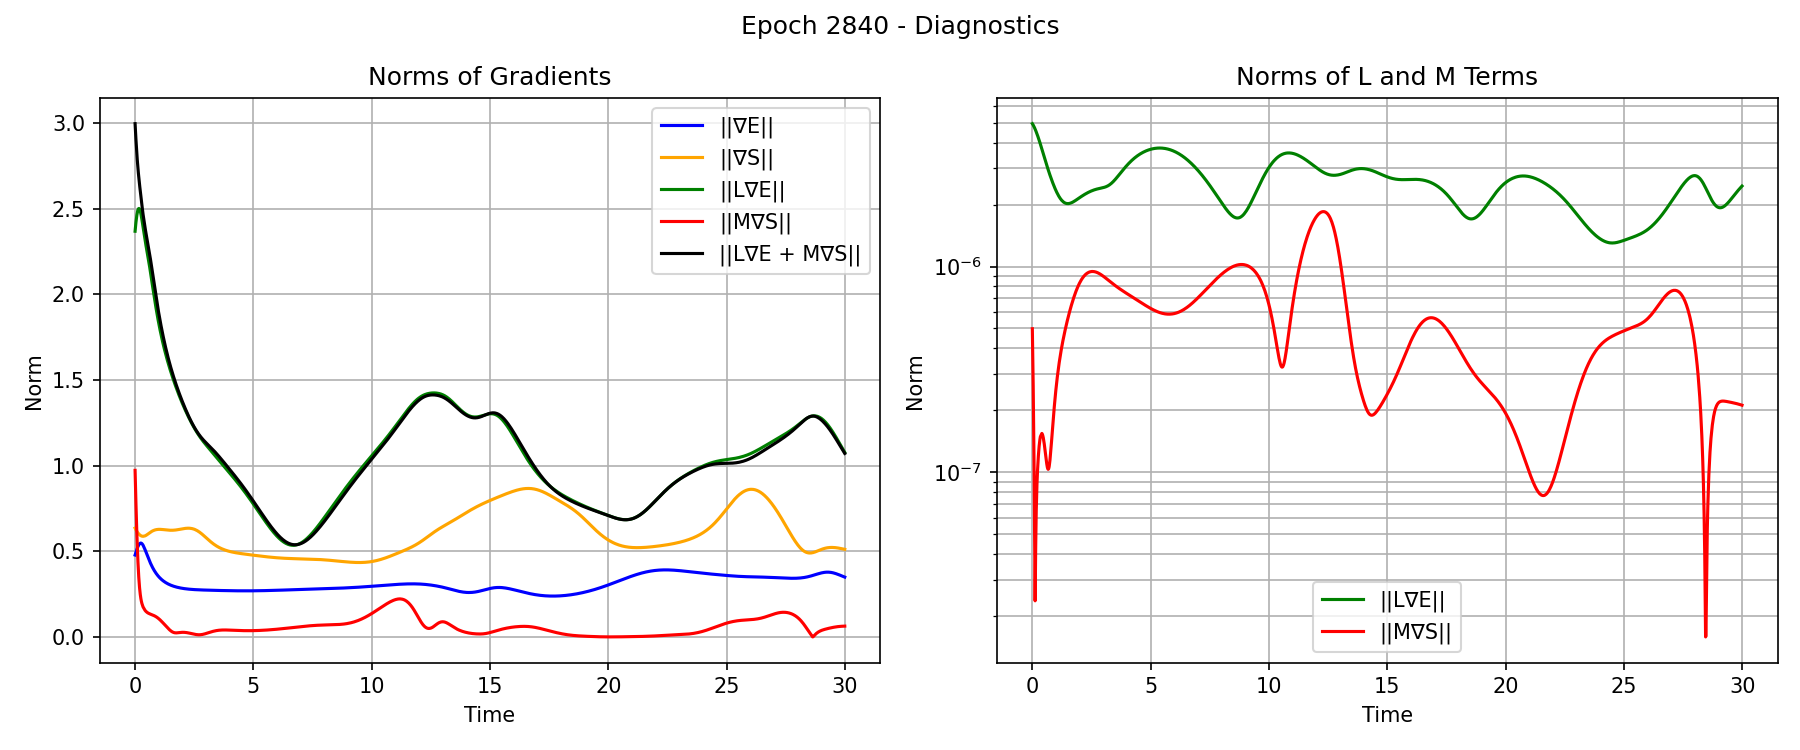 Epoch 2840 - Diagnostics
Norms of Gradients
Norm
3.0
2.5
2.0
1.5
1.0
0.5
0.0
||∇E||
||∇S||
||L∇E||
||M∇S||
||L∇E + M∇S||
0 5 10 15 20 25 30
Time
Norms of L and M Terms
Norm
10⁻⁶
10⁻⁷
||L∇E||
||M∇S||
0 5 10 15 20 25 30
Time